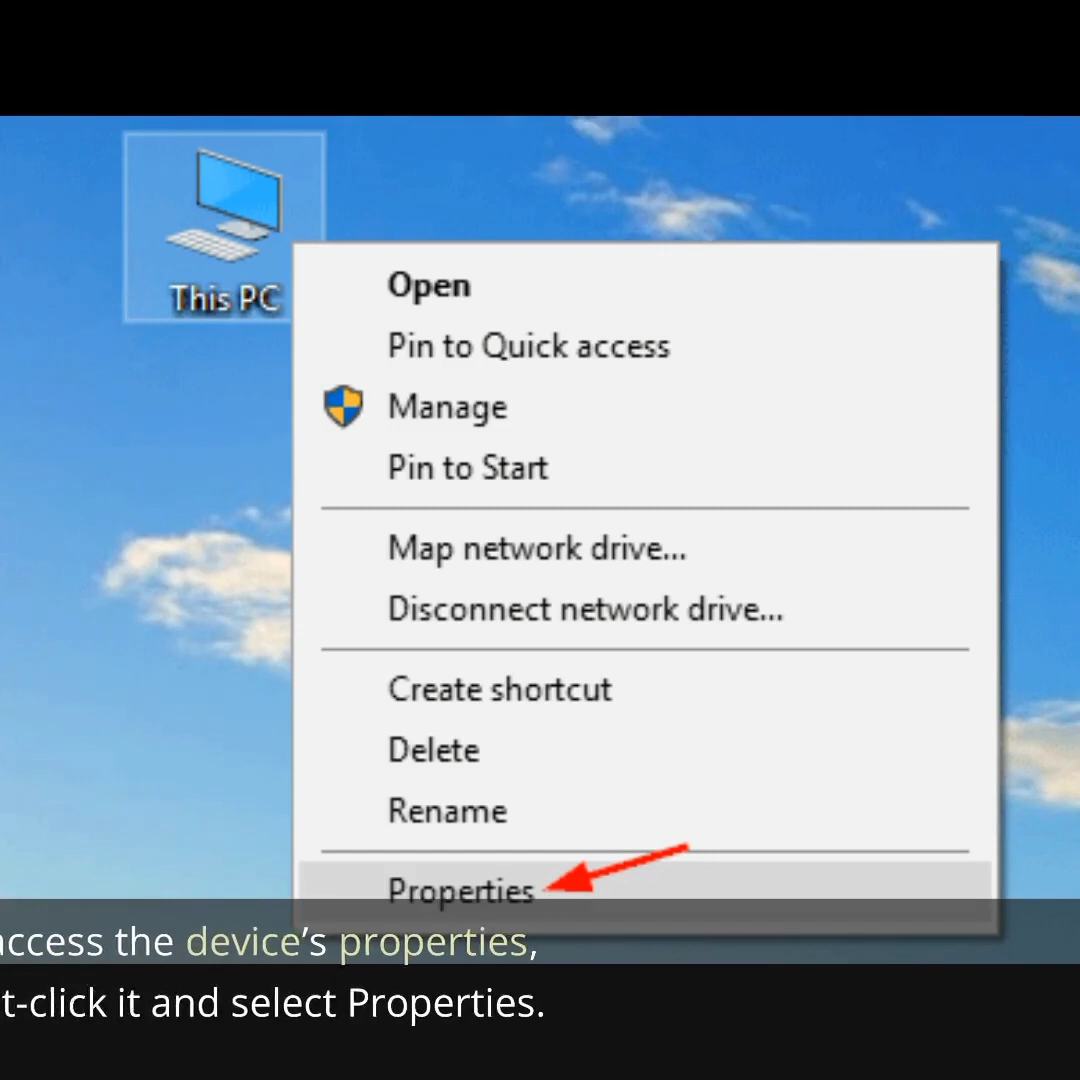 This PC
Open
Pin to Quick access
Manage
Pin to Start
Map network drive...
Disconnect network drive...
Create shortcut
Delete
Rename
Properties
the device’s properties,
click it and select Properties.